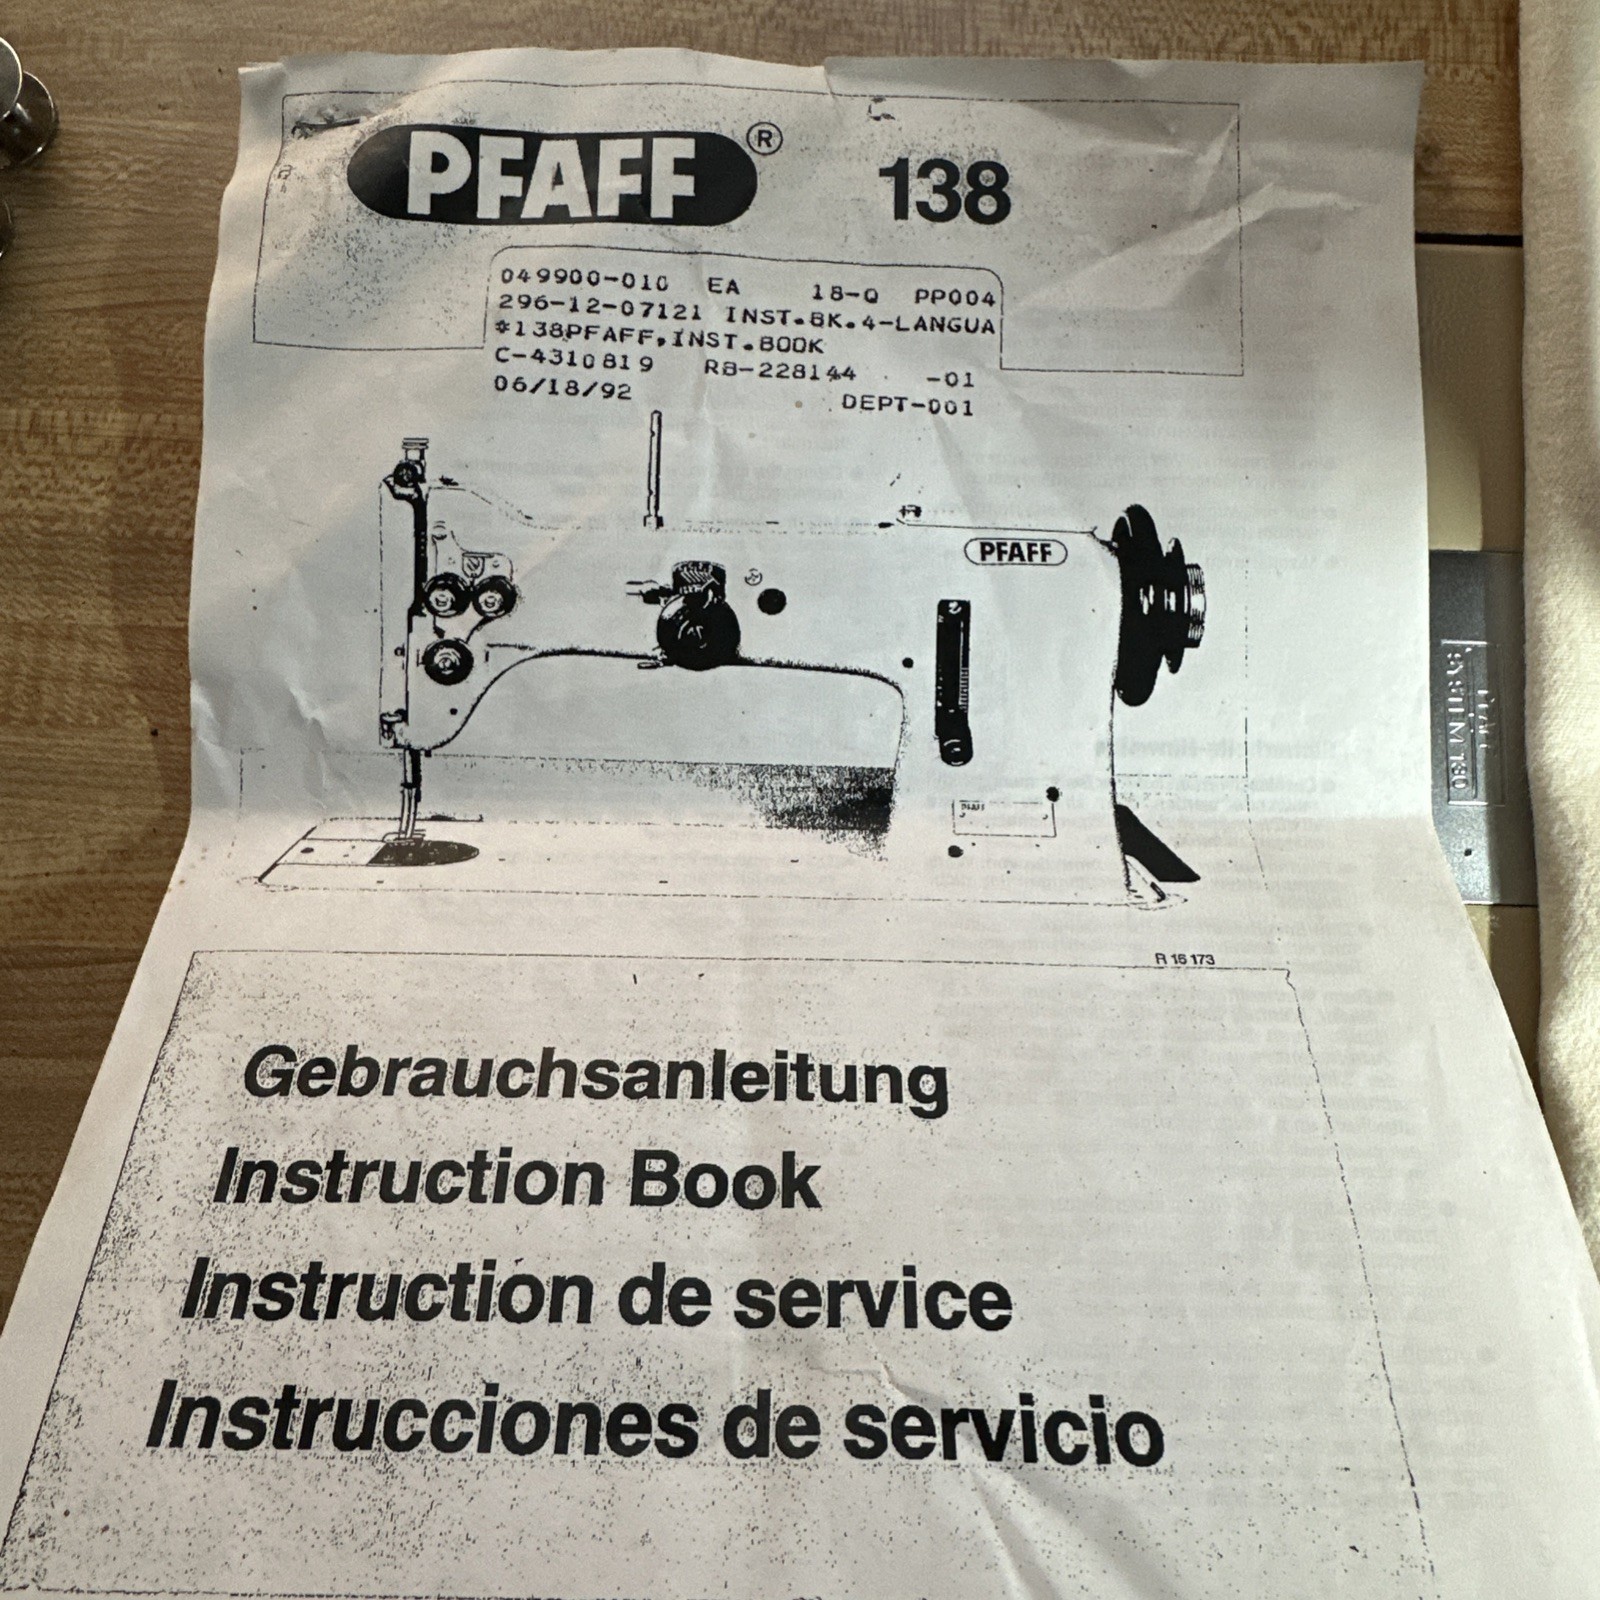 PFAFF ® 138
049900-010 EA 18-Q PP004
296-12-07121 INST.BK.4-LANGUA
*138PFAFF,INST.BOOK
C-4310819 RB-228144 -01
06/18/92 DEPT-001
PFAFF
PFAFF
R 16 173
Gebrauchsanleitung
Instruction Book
Instruction de service
Instrucciones de servicio